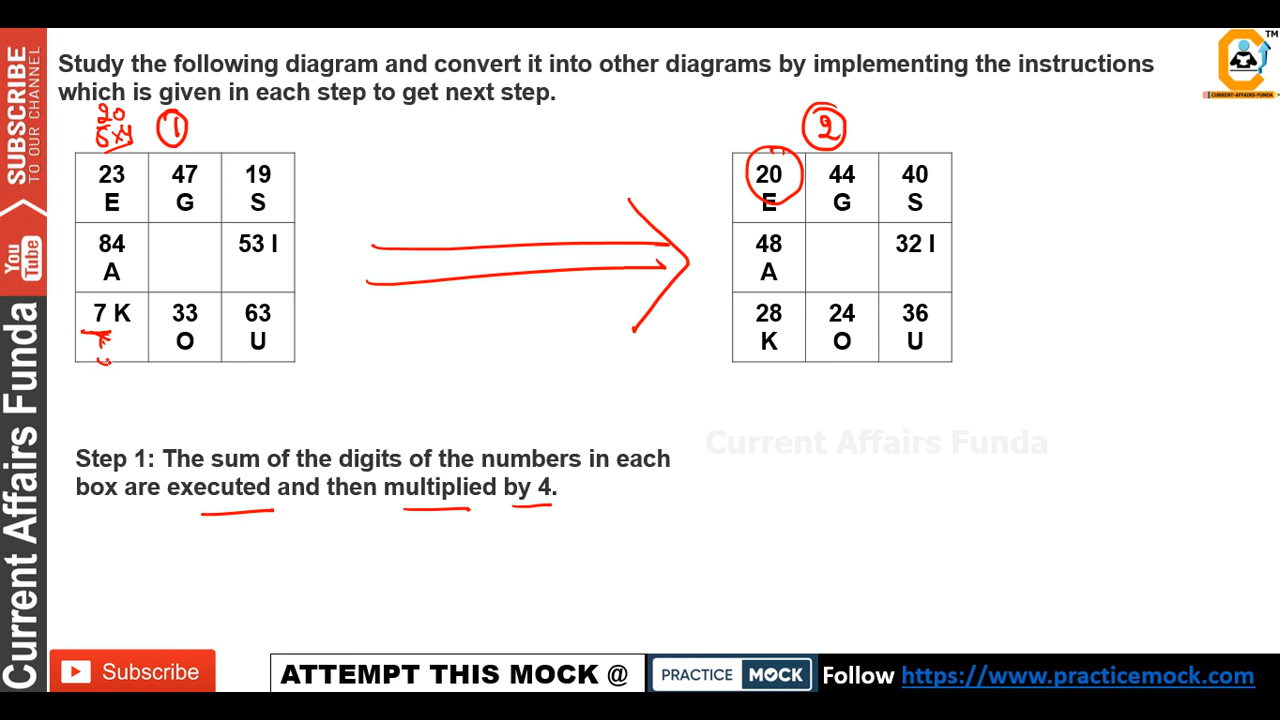 Study the following diagram and convert it into other diagrams by implementing the instructions
which is given in each step to get next step.
TM
CURRENT-AFFAIRS-FUNDA
SUBSCRIBE
TO OUR CHANNEL
You
Tube
Current Affairs Funda
20
5x4
1
2
23 47 19
E G S
84 53 I
A
7 K 33 63
O U
20 44 40
E G S
48 32 I
A
28 24 36
K O U
Current Affairs Funda
Step 1: The sum of the digits of the numbers in each
box are executed and then multiplied by 4.
Subscribe
ATTEMPT THIS MOCK @
PRACTICE MOCK
Follow https://www.practicemock.com